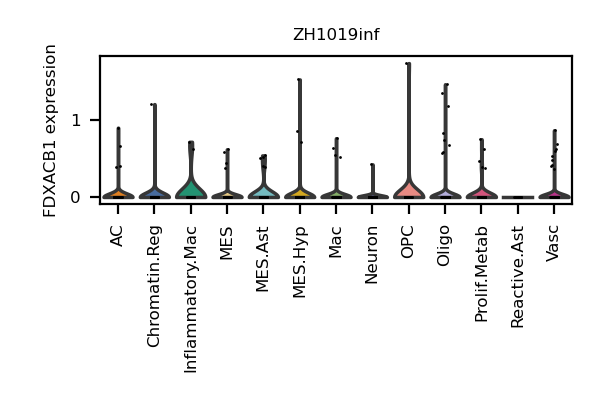 ZH1019inf
FDXACB1 expression
1
0
AC
Chromatin.Reg
Inflammatory.Mac
MES
MES.Ast
MES.Hyp
Mac
Neuron
OPC
Oligo
Prolif.Metab
Reactive.Ast
Vasc